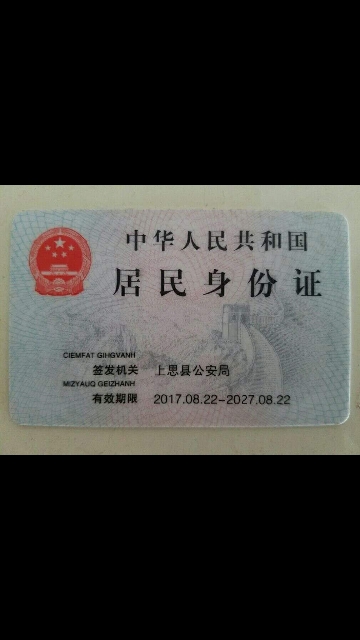 中华人民共和国
居民身份证
CIEMFAT GIHGVANH
签发机关 上思县公安局
MIZYAUQ GEIZHANH
有效期限 2017.08.22-2027.08.22